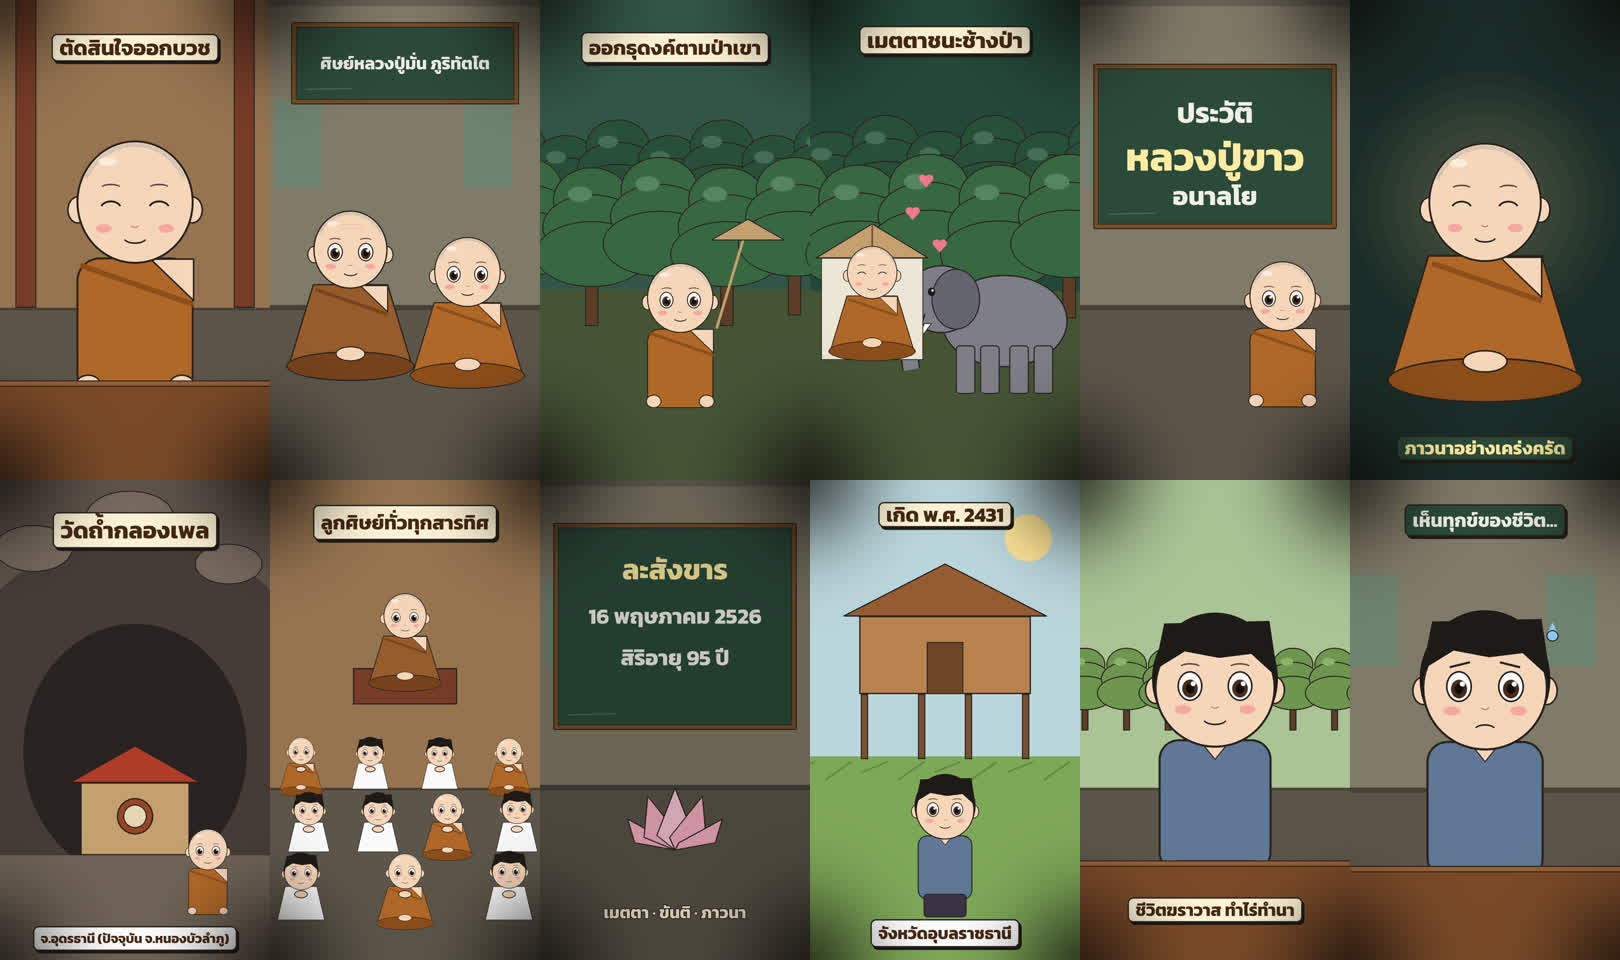 ตัดสินใจออกบวช
ศิษย์หลวงปู่มั่น ภูริทัตโต
ออกธุดงค์ตามป่าเขา
เมตตาชนะช้างป่า
ประวัติ
หลวงปู่ขาว
อนาลโย
ภาวนาอย่างเคร่งครัด
วัดถ้ำกลองเพล
จ.อุดรธานี (ปัจจุบัน จ.หนองบัวลำภู)
ลูกศิษย์ทั่วทุกสารทิศ
ละสังขาร
16 พฤษภาคม 2526
สิริอายุ 95 ปี
เมตตา · ขันติ · ภาวนา
เกิด พ.ศ. 2431
จังหวัดอุบลราชธานี
ชีวิตฆราวาส ทำไร่ทำนา
เห็นทุกข์ของชีวิต...